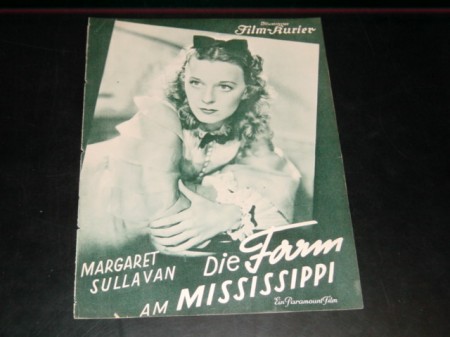 Illustrierter
Film-Kurier
MARGARET
SULLAVAN
Die Farm
AM MISSISSIPPI
Ein Paramount Film